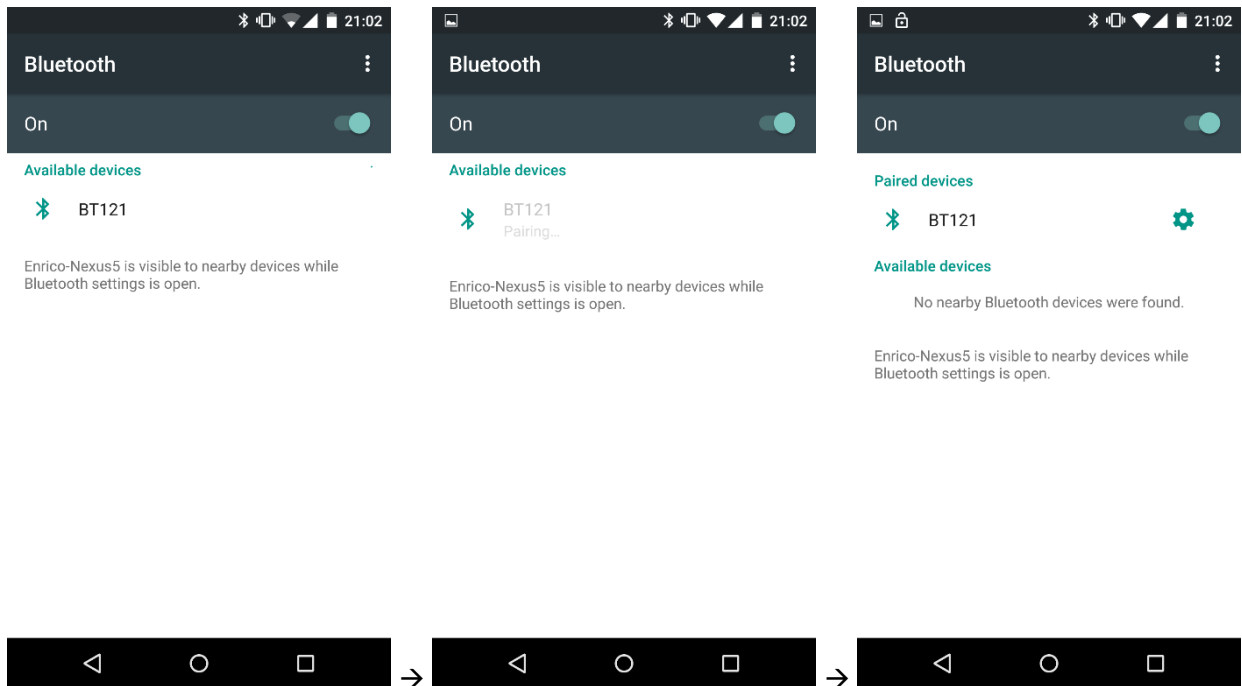 21:02
Bluetooth
On
Available devices
BT121
Enrico-Nexus5 is visible to nearby devices while
Bluetooth settings is open.
→
21:02
Bluetooth
On
Available devices
BT121
Pairing...
Enrico-Nexus5 is visible to nearby devices while
Bluetooth settings is open.
→
21:02
Bluetooth
On
Paired devices
BT121
Available devices
No nearby Bluetooth devices were found.
Enrico-Nexus5 is visible to nearby devices while
Bluetooth settings is open.